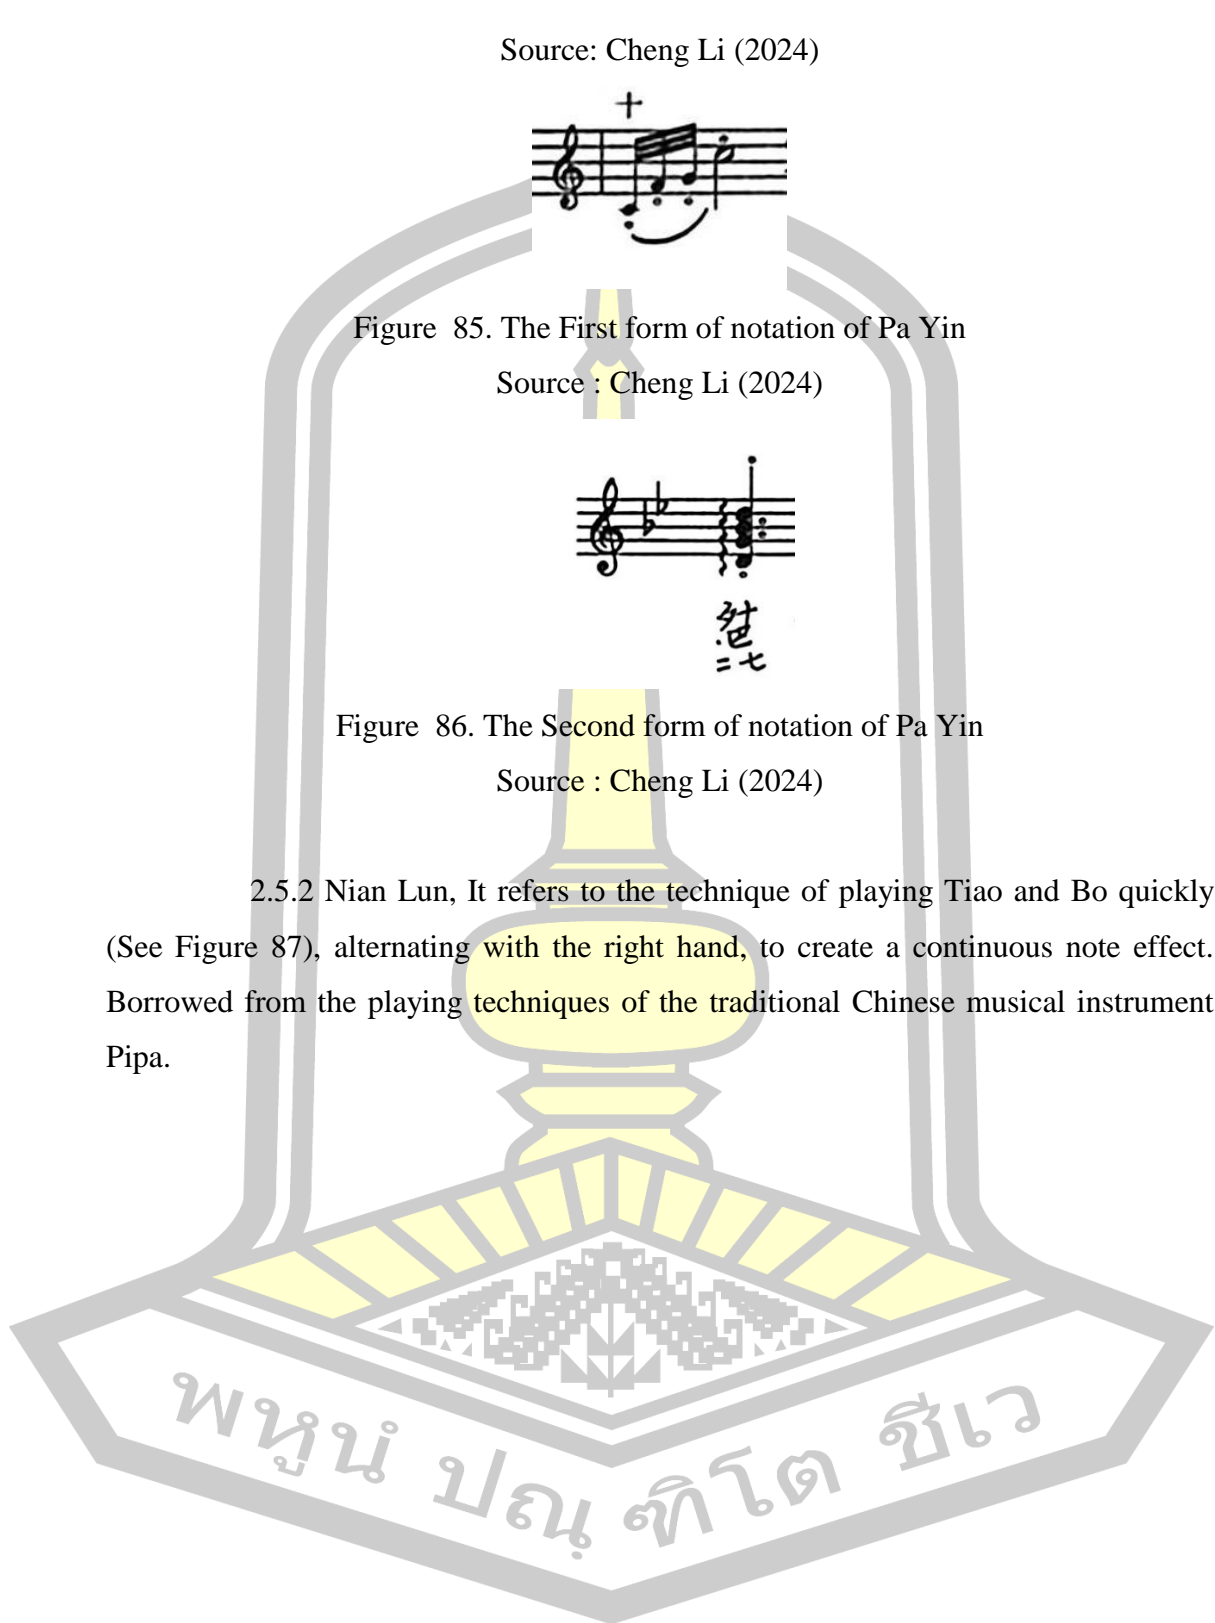 Source: Cheng Li (2024)
Figure 85. The First form of notation of Pa Yin
Source : Cheng Li (2024)
二 七
Figure 86. The Second form of notation of Pa Yin
Source : Cheng Li (2024)
2.5.2 Nian Lun, It refers to the technique of playing Tiao and Bo quickly
(See Figure 87), alternating with the right hand, to create a continuous note effect.
Borrowed from the playing techniques of the traditional Chinese musical instrument
Pipa.
พหูนํ ปณฺฑิโต ชีเว